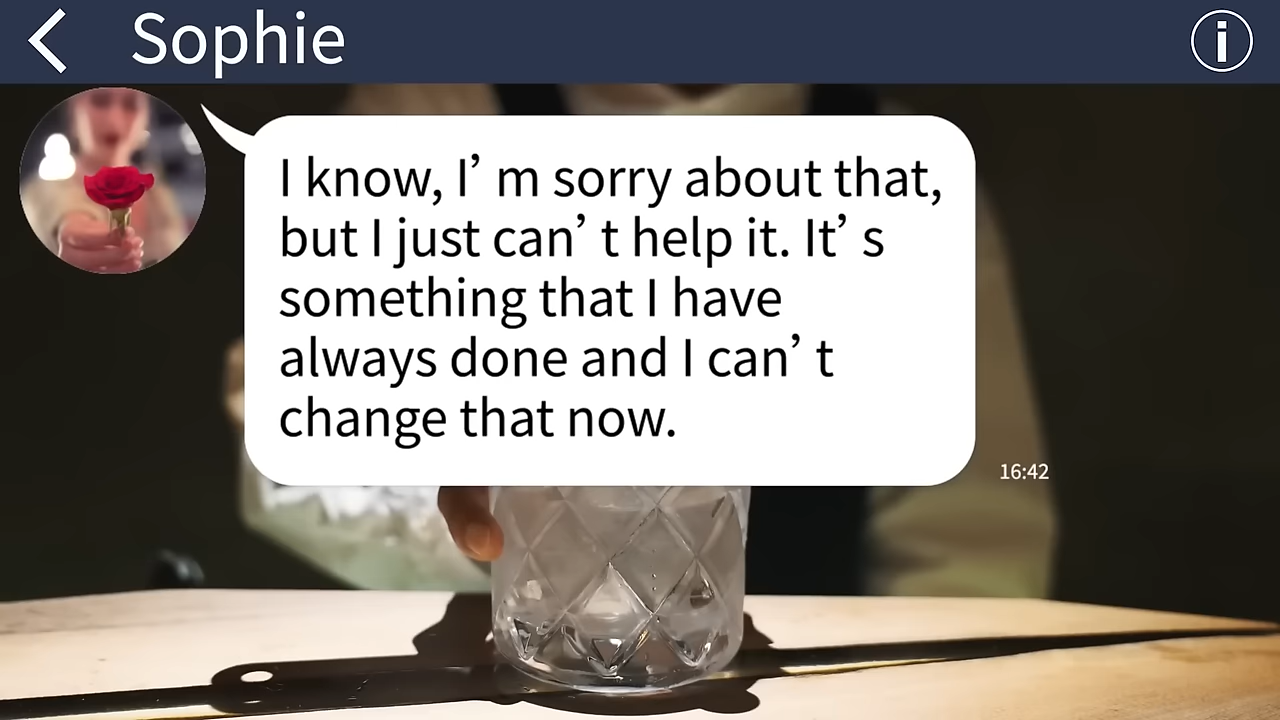 Sophie
I know, I’m sorry about that,
but I just can’t help it. It’s
something that I have
always done and I can’t
change that now.
16:42